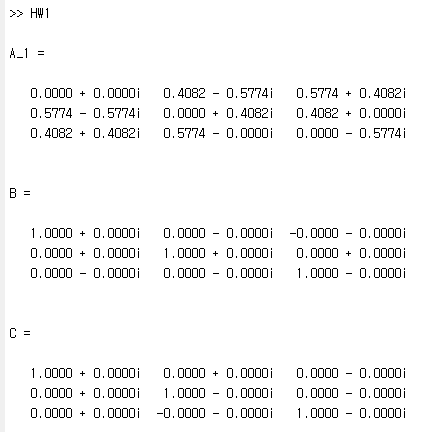 >> HW1
A_1 =
0.0000 + 0.0000i 0.4082 - 0.5774i 0.5774 + 0.4082i
0.5774 - 0.5774i 0.0000 + 0.4082i 0.4082 + 0.0000i
0.4082 + 0.4082i 0.5774 - 0.0000i 0.0000 - 0.5774i
B =
1.0000 + 0.0000i 0.0000 - 0.0000i -0.0000 - 0.0000i
0.0000 + 0.0000i 1.0000 + 0.0000i 0.0000 + 0.0000i
0.0000 - 0.0000i 0.0000 - 0.0000i 1.0000 - 0.0000i
C =
1.0000 + 0.0000i 0.0000 + 0.0000i 0.0000 - 0.0000i
0.0000 + 0.0000i 1.0000 - 0.0000i 0.0000 - 0.0000i
0.0000 + 0.0000i -0.0000 - 0.0000i 1.0000 - 0.0000i